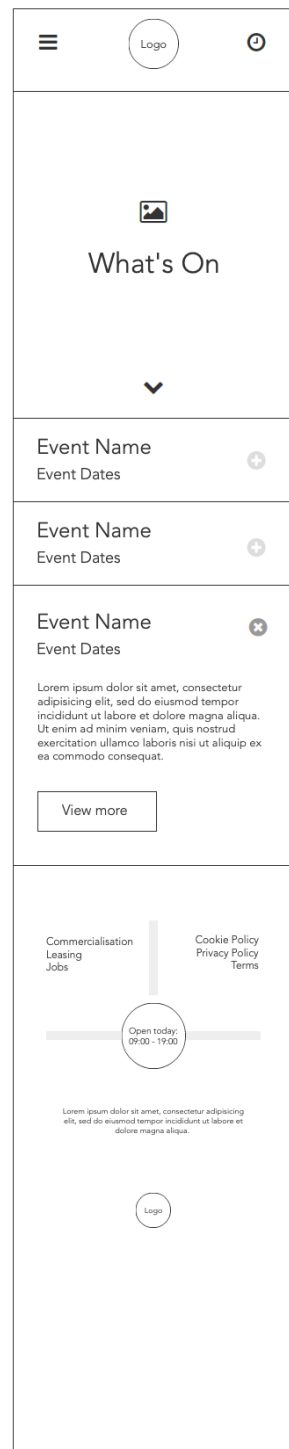 Logo
What's On
Event Name
Event Dates
Event Name
Event Dates
Event Name
Event Dates
Lorem ipsum dolor sit amet, consectetur
adipisicing elit, sed do eiusmod tempor
incididunt ut labore et dolore magna aliqua.
Ut enim ad minim veniam, quis nostrud
exercitation ullamco laboris nisi ut aliquip ex
ea commodo consequat.
View more
Commercialisation
Leasing
Jobs
Cookie Policy
Privacy Policy
Terms
Open today:
09:00 - 19:00
Lorem ipsum dolor sit amet, consectetur adipisicing
elit, sed do eiusmod tempor incididunt ut labore et
dolore magna aliqua.
Logo